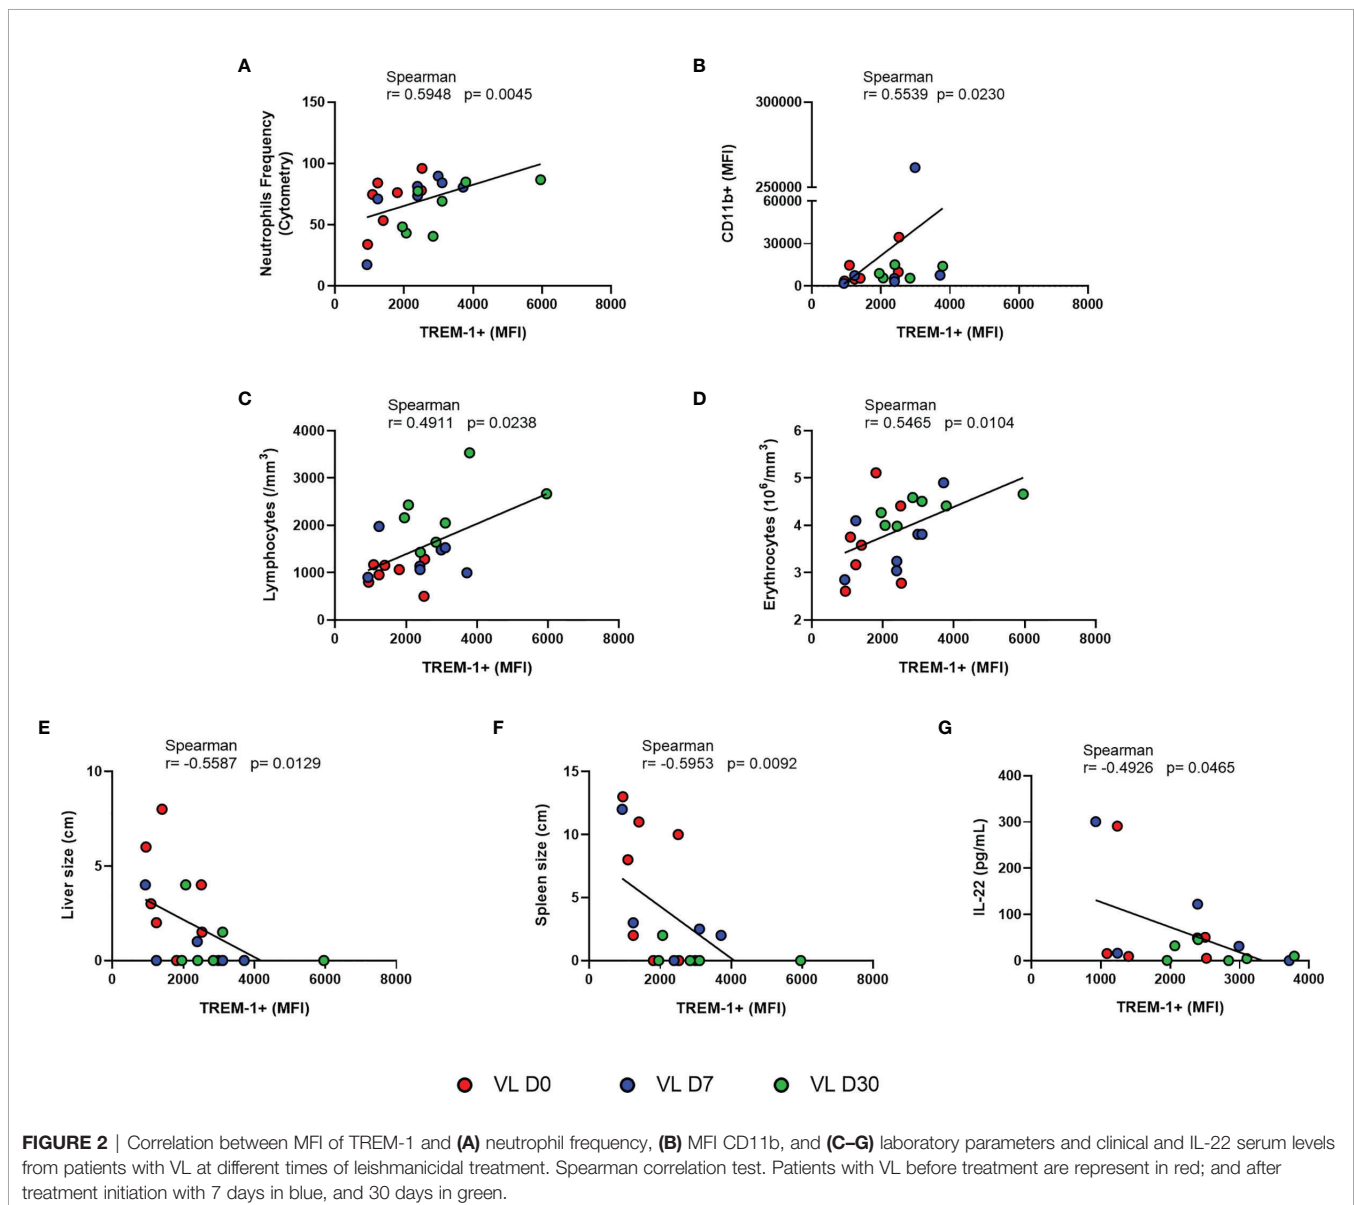 A
Spearman
r= 0.5948 p= 0.0045
Neutrophils Frequency
(Cytometry)
150
100
50
0
0 2000 4000 6000 8000
TREM-1+ (MFI)
B
Spearman
r= 0.5539 p= 0.0230
CD11b+ (MFI)
300000
250000
60000
30000
0
0 2000 4000 6000 8000
TREM-1+ (MFI)
C
Spearman
r= 0.4911 p= 0.0238
Lymphocytes (/mm³)
4000
3000
2000
1000
0
0 2000 4000 6000 8000
TREM-1+ (MFI)
D
Spearman
r= 0.5465 p= 0.0104
Erythrocytes (10⁶/mm³)
6
5
4
3
2
0 2000 4000 6000 8000
TREM-1+ (MFI)
E
Spearman
r= -0.5587 p= 0.0129
Liver size (cm)
10
5
0
0 2000 4000 6000 8000
TREM-1+ (MFI)
F
Spearman
r= -0.5953 p= 0.0092
Spleen size (cm)
15
10
5
0
0 2000 4000 6000 8000
TREM-1+ (MFI)
G
Spearman
r= -0.4926 p= 0.0465
IL-22 (pg/mL)
400
300
200
100
0
0 1000 2000 3000 4000
TREM-1+ (MFI)
VL D0 VL D7 VL D30
FIGURE 2 | Correlation between MFI of TREM-1 and (A) neutrophil frequency, (B) MFI CD11b, and (C–G) laboratory parameters and clinical and IL-22 serum levels
from patients with VL at different times of leishmanicidal treatment. Spearman correlation test. Patients with VL before treatment are represent in red; and after
treatment initiation with 7 days in blue, and 30 days in green.